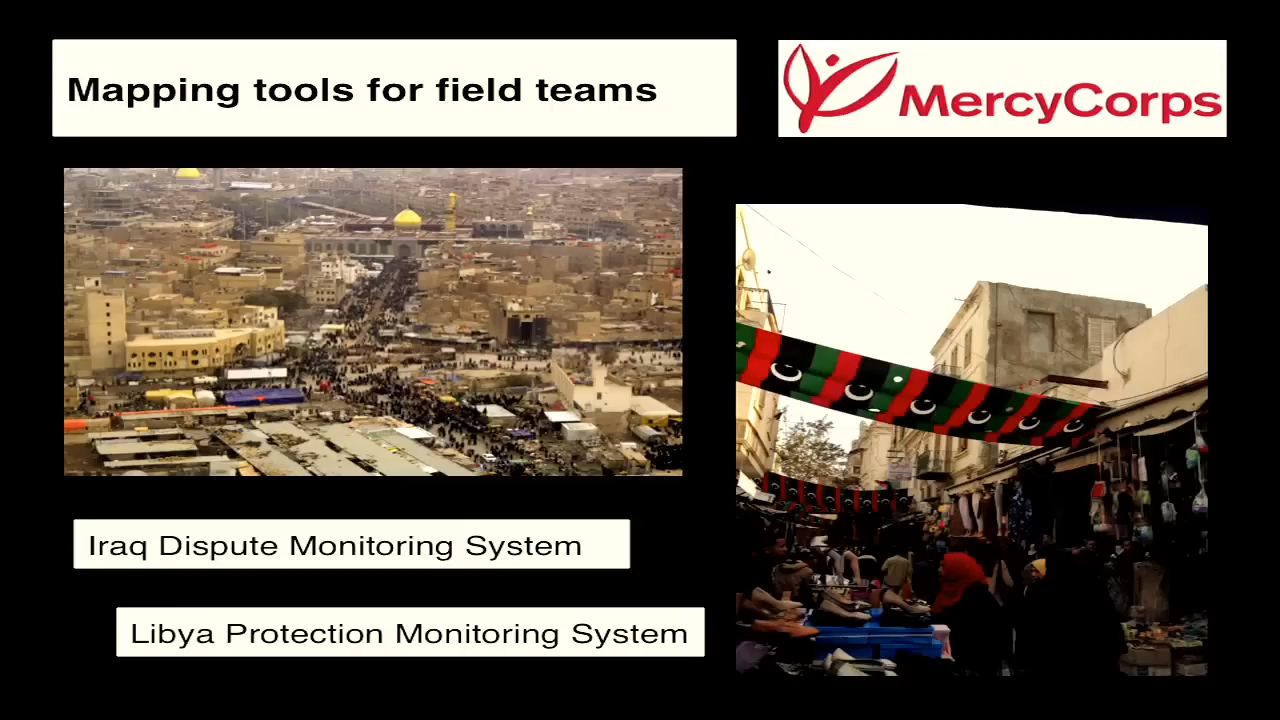 Mapping tools for field teams
MercyCorps
Iraq Dispute Monitoring System
Libya Protection Monitoring System